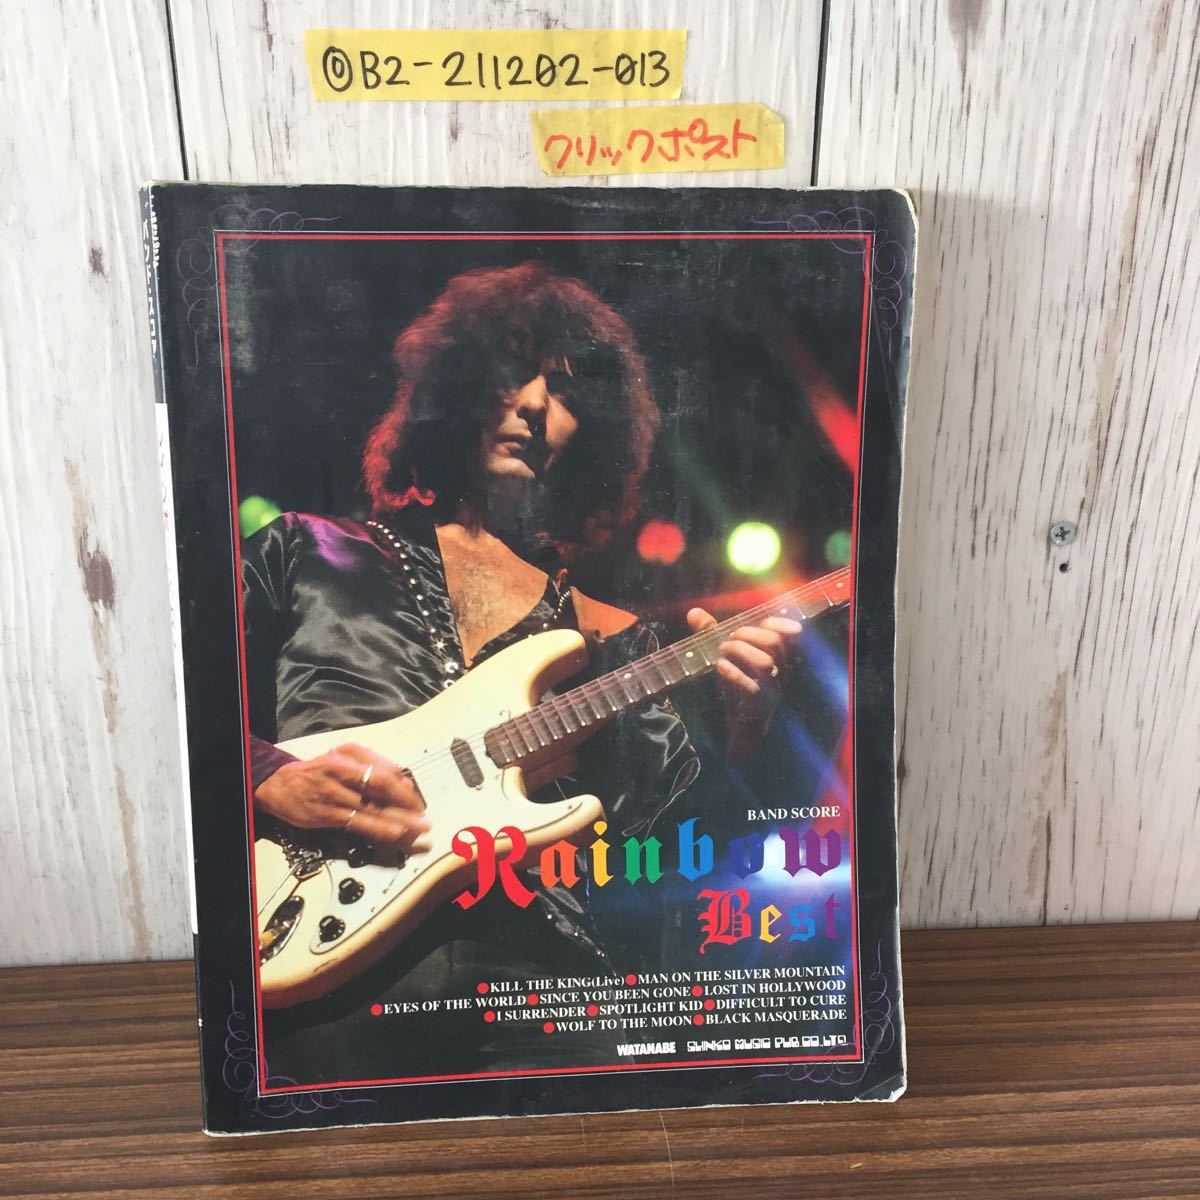 ◎B2-211202-013
クリックポスト
BAND SCORE
Rainbow
Best
●KILL THE KING(Live)●MAN ON THE SILVER MOUNTAIN
●EYES OF THE WORLD●SINCE YOU BEEN GONE●LOST IN HOLLYWOOD
●I SURRENDER●SPOTLIGHT KID●DIFFICULT TO CURE
●WOLF TO THE MOON●BLACK MASQUERADE
WATANABE SHINKO MUSIC PUB.CO.,LTD.